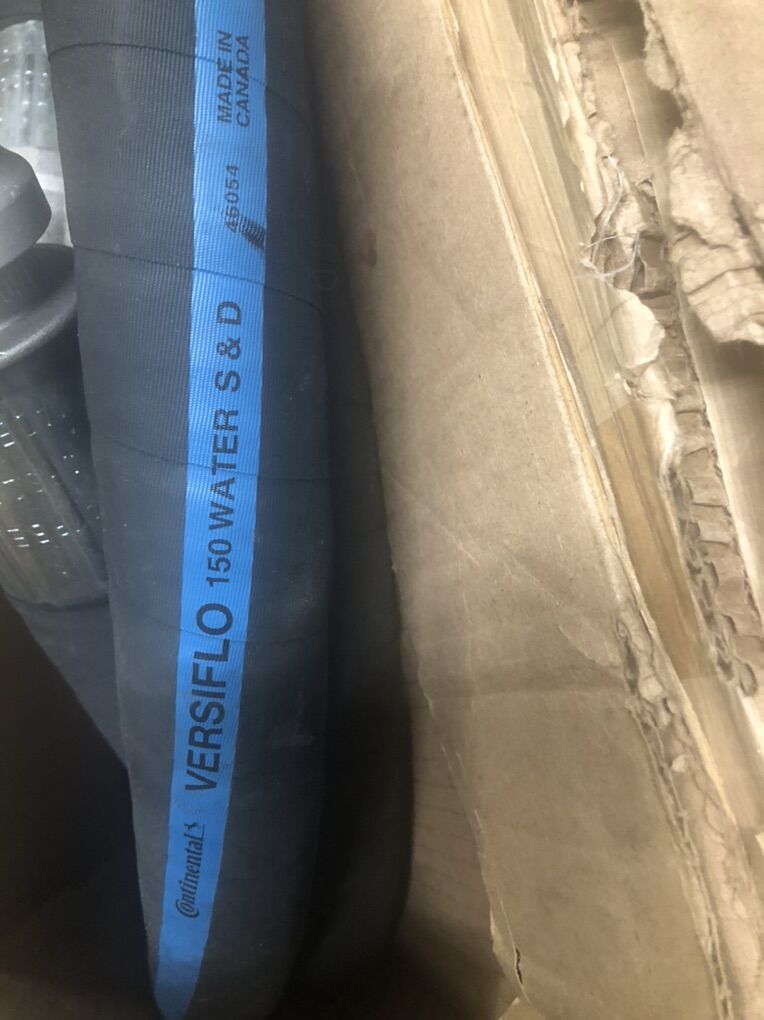 Continental VERSIFLO 150 WATER S & D 46054
MADE IN
CANADA